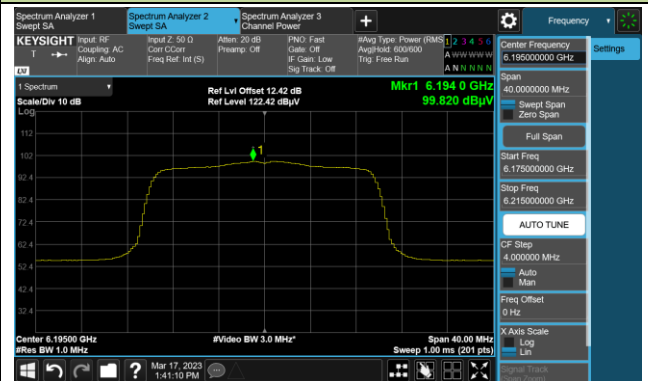 Spectrum Analyzer 1
Swept SA
Spectrum Analyzer 2
Swept SA
Spectrum Analyzer 3
Channel Power
Frequency
KEYSIGHT
Input: RF
Coupling: AC
Align: Auto
Input Z: 50 Ω
Corr CCorr
Freq Ref: Int (S)
Atten: 20 dB
Preamp: Off
PNO: Fast
Gate: Off
IF Gain: Low
Sig Track: Off
#Avg Type: Power (RMS
Avg|Hold: 600/600
Trig: Free Run
1 2 3 4 5 6
A W W W W W
A N N N N N
T
LXI
1 Spectrum
Scale/Div 10 dB
Log
Ref Lvl Offset 12.42 dB
Ref Level 122.42 dBµV
Mkr1 6.194 0 GHz
99.820 dBµV
1
112
102
92.4
82.4
72.4
62.4
52.4
42.4
32.4
Center 6.19500 GHz
#Res BW 1.0 MHz
#Video BW 3.0 MHz*
Span 40.00 MHz
Sweep 1.00 ms (201 pts)
Center Frequency
6.195000000 GHz
Settings
Span
40.0000000 MHz
Swept Span
Zero Span
Full Span
Start Freq
6.175000000 GHz
Stop Freq
6.215000000 GHz
AUTO TUNE
CF Step
4.000000 MHz
Auto
Man
Freq Offset
0 Hz
X Axis Scale
Log
Lin
Signal Track
(Span Zoom)
Mar 17, 2023
1:41:10 PM